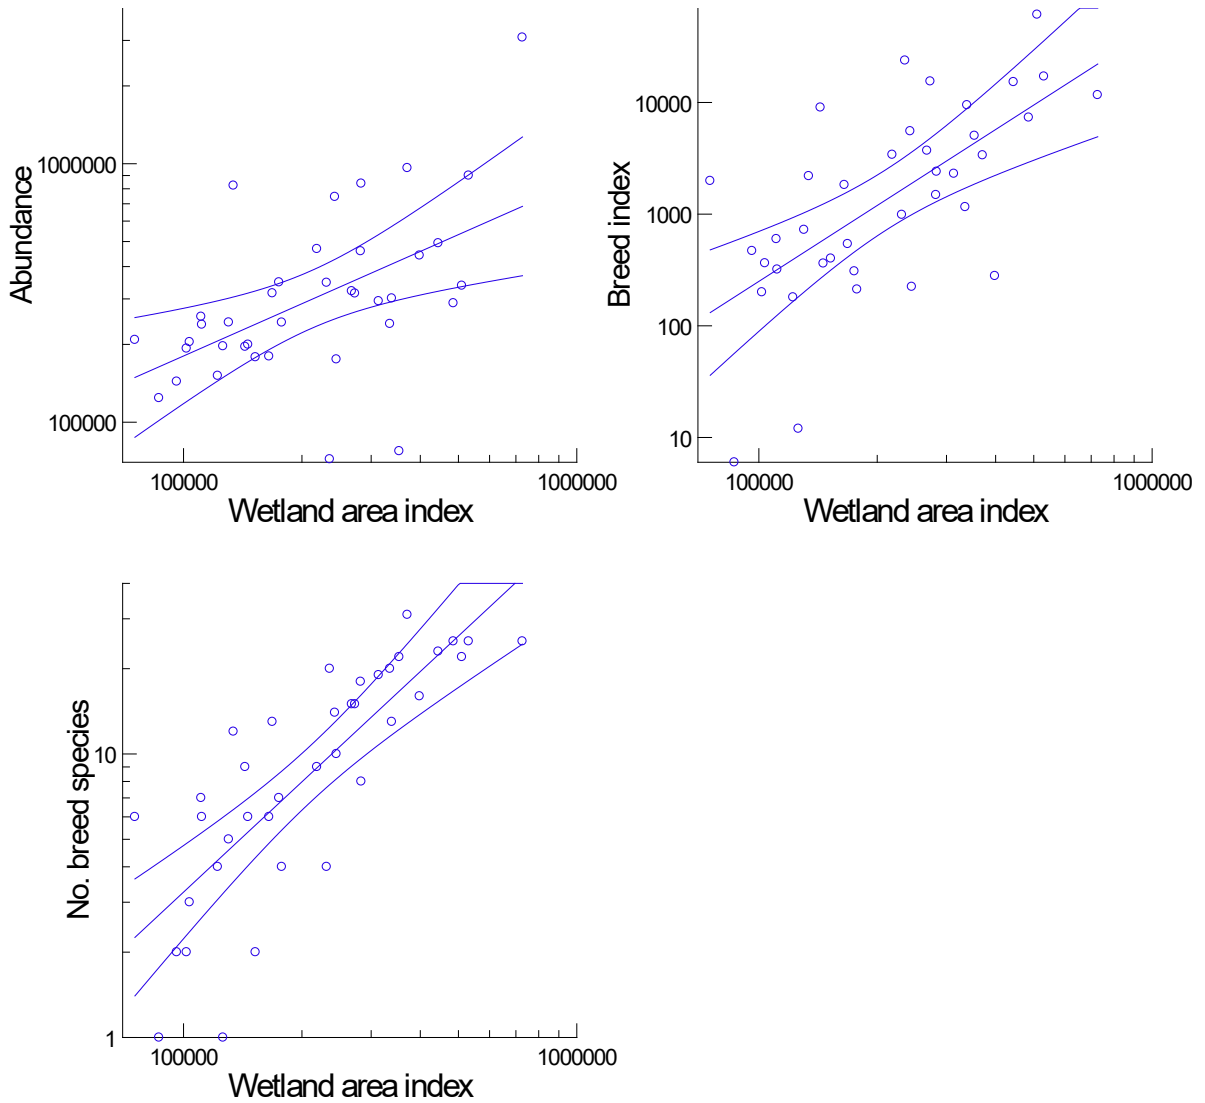 Abundance
1000000
100000
100000 1000000
Wetland area index
Breed index
10000
1000
100
10
100000 1000000
Wetland area index
No. breed species
10
1
100000 1000000
Wetland area index